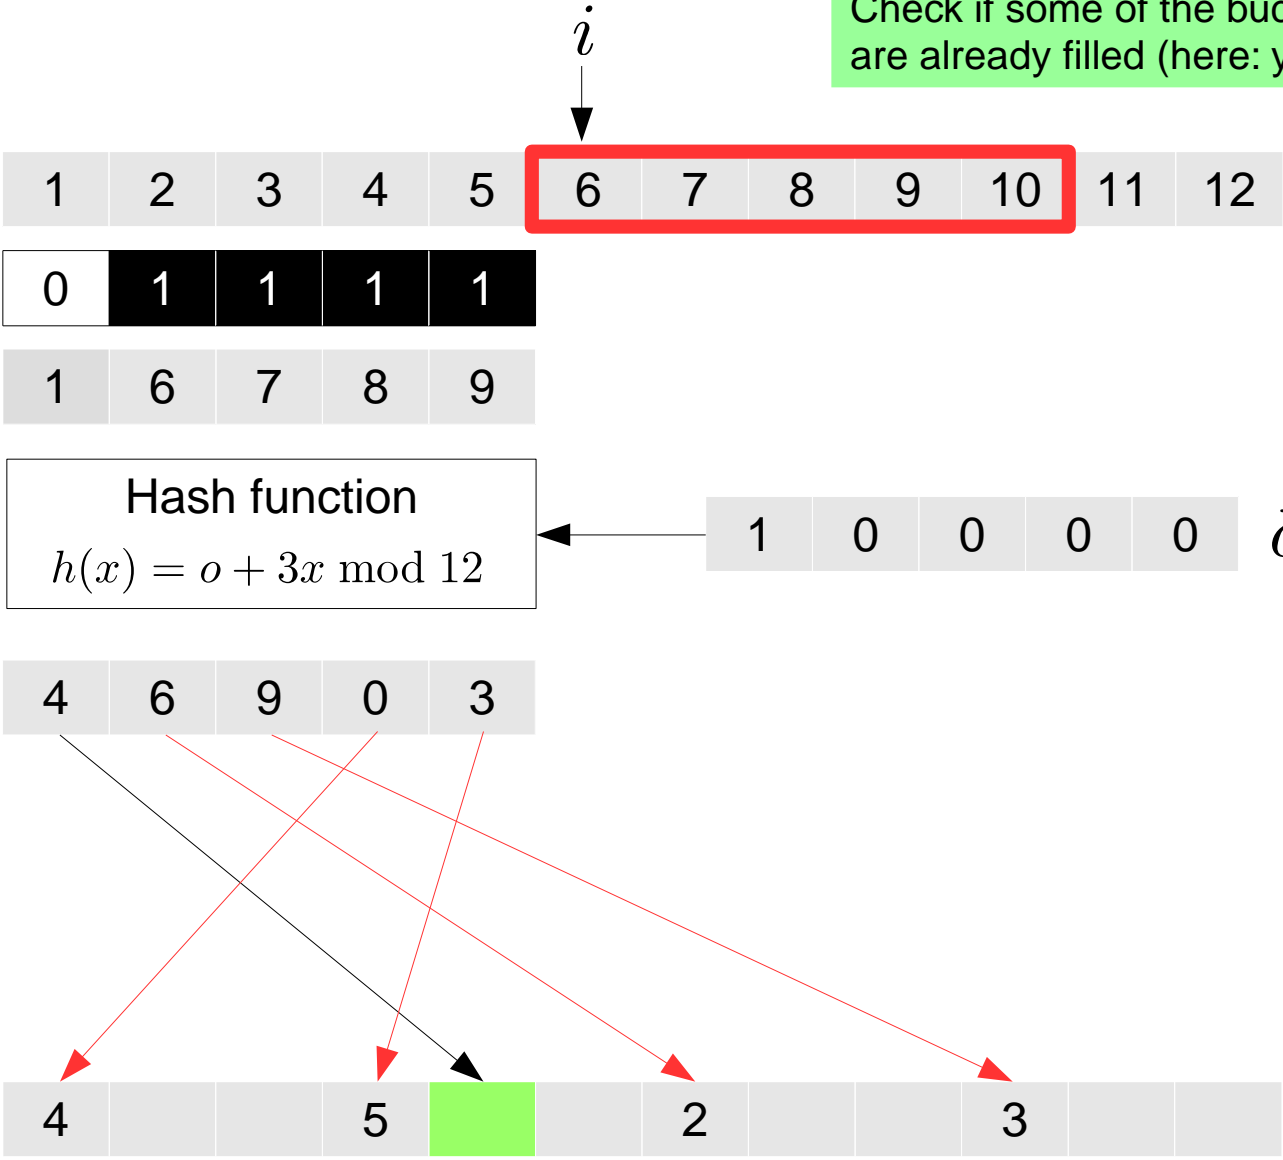 Check if some of the
are already filled (here:
i
1 2 3 4 5 6 7 8 9 10 11 12
0 1 1 1 1
1 6 7 8 9
Hash function
h(x) = o + 3x mod 12
1 0 0 0 0
4 6 9 0 3
4 5 2 3